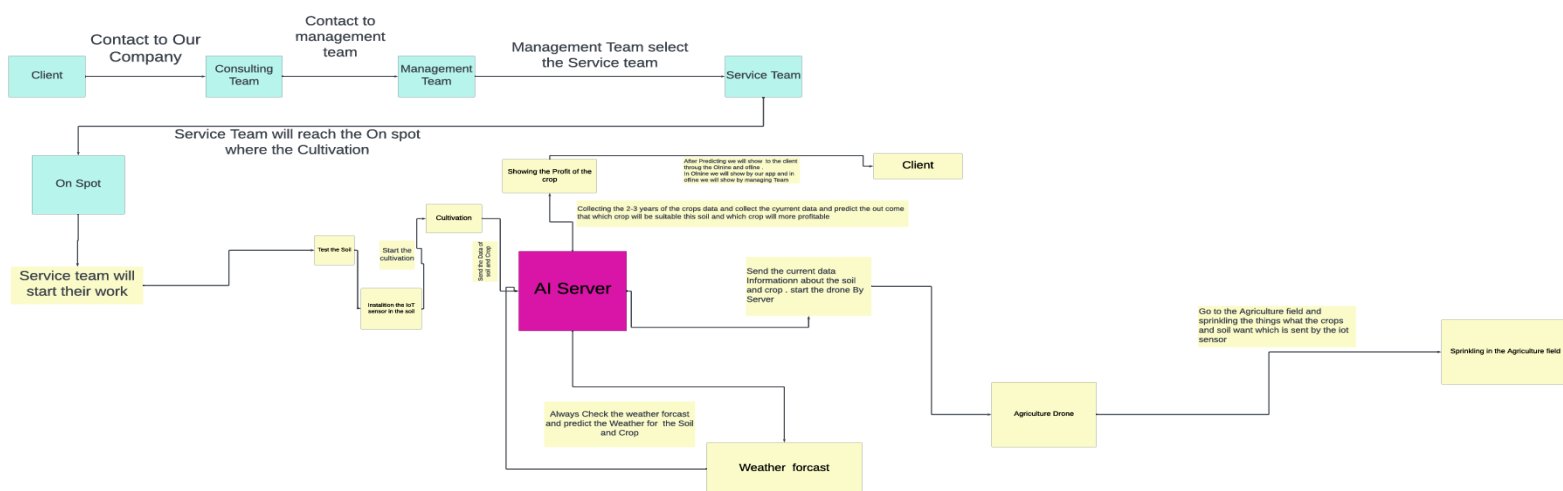 Client
Contact to Our
Company
Consulting
Team
Contact to
management
team
Management
Team
Management Team select
the Service team
Service Team
Service Team will reach the On spot
where the Cultivation
On Spot
Service team will
start their work
Test the Soil
Instalition the IoT
sensor in the soil
Start the
cultivation
Cultivation
Send the Data of
soil and Crop
AI Server
Showing the Profit of the
crop
After Predicting we will show to the client
throug the Olnine and ofline .
in Olnine we will show by our app and in
ofline we will show by managing Team
Client
Collecting the 2-3 years of the crops data and collect the cyurrent data and predict the out come
that which crop will be suitable this soil and which crop will more profitable
Send the current data
Informationn about the soil
and crop . start the drone By
Server
Always Check the weather forcast
and predict the Weather for the Soil
and Crop
Weather forcast
Agriculture Drone
Go to the Agriculture field and
sprinkling the things what the crops
and soil want which is sent by the iot
sensor
Sprinkling in the Agriculture field